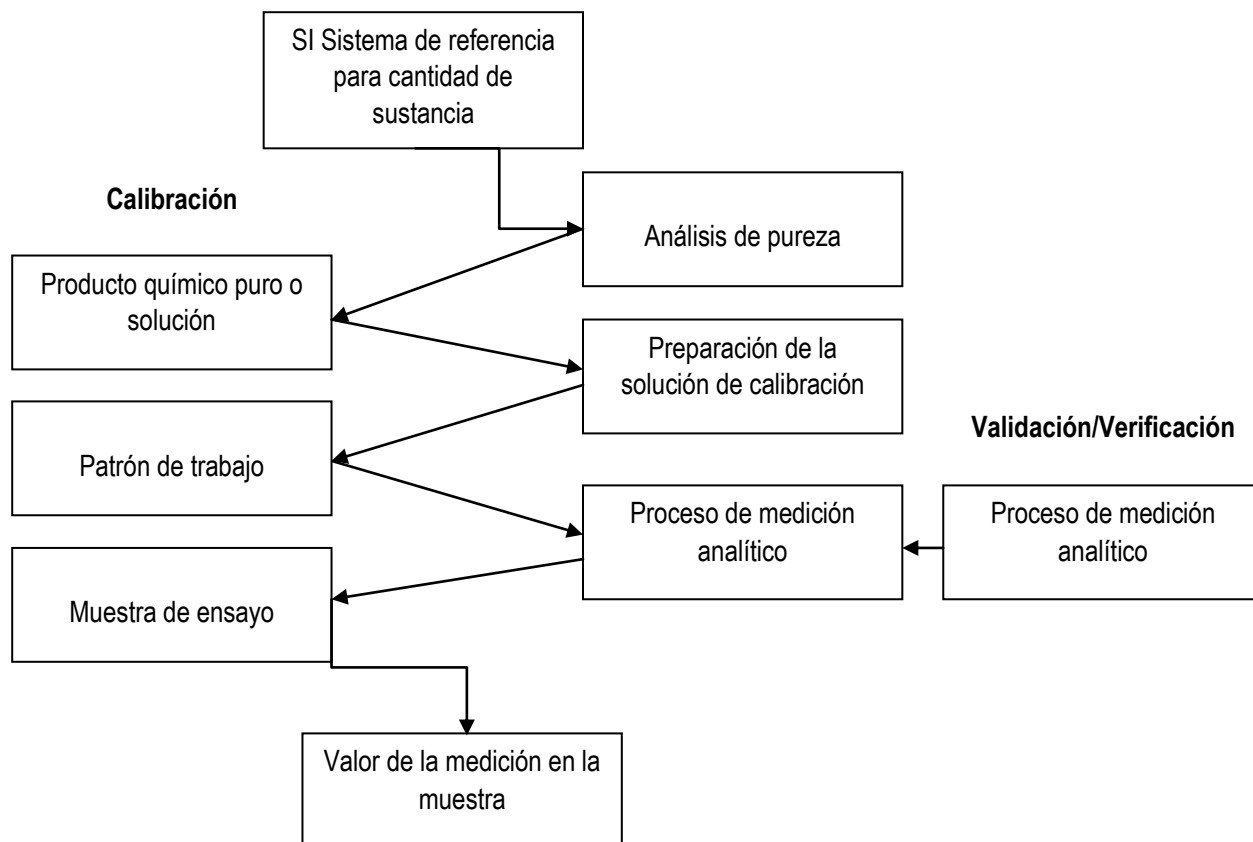 SI Sistema de referencia
para cantidad de
sustancia
Calibración
Análisis de pureza
Producto químico puro o
solución
Preparación de la
solución de calibración
Patrón de trabajo
Validación/Verificación
Proceso de medición
analítico
Proceso de medición
analítico
Muestra de ensayo
Valor de la medición en la
muestra